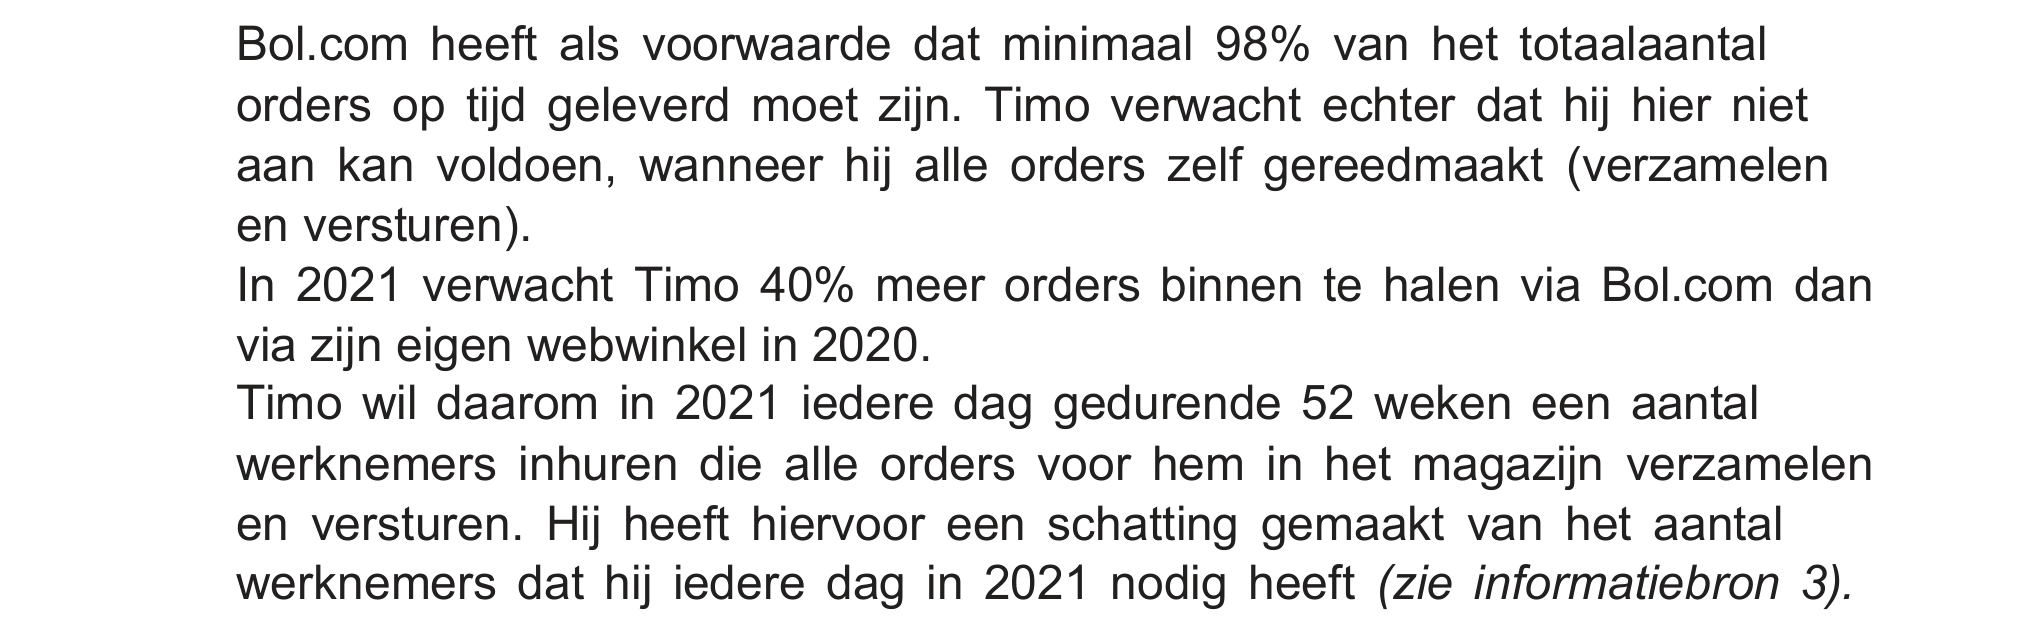 Bol.com heeft als voorwaarde dat minimaal 98% van het totaalaantal
orders op tijd geleverd moet zijn. Timo verwacht echter dat hij hier niet
aan kan voldoen, wanneer hij alle orders zelf gereedmaakt (verzamelen
en versturen).
In 2021 verwacht Timo 40% meer orders binnen te halen via Bol.com dan
via zijn eigen webwinkel in 2020.
Timo wil daarom in 2021 iedere dag gedurende 52 weken een aantal
werknemers inhuren die alle orders voor hem in het magazijn verzamelen
en versturen. Hij heeft hiervoor een schatting gemaakt van het aantal
werknemers dat hij iedere dag in 2021 nodig heeft (zie informatiebron 3).